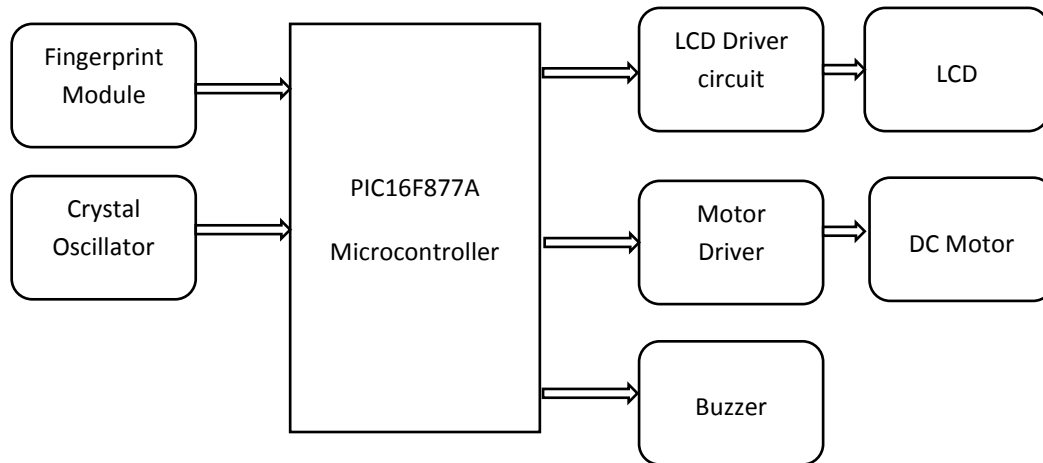 Fingerprint
Module
Crystal
Oscillator
PIC16F877A
Microcontroller
LCD Driver
circuit
LCD
Motor
Driver
DC Motor
Buzzer